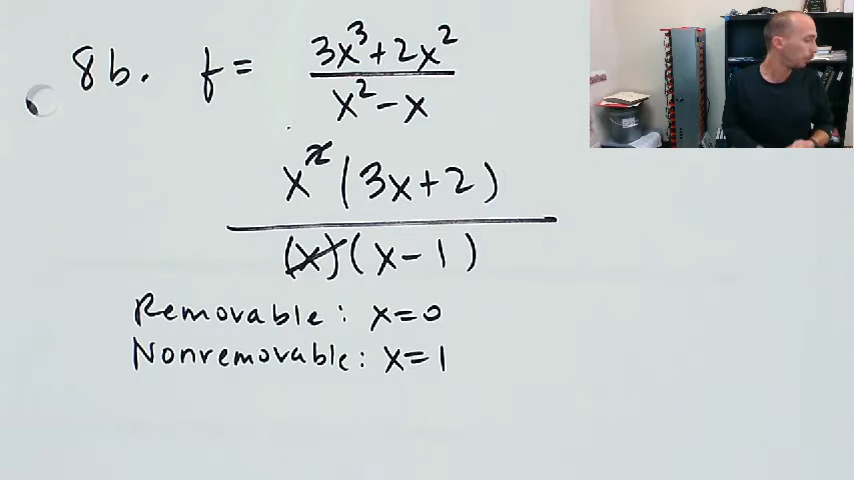 8b. f = 3x³+2x² / x²-x
x²(3x+2)
(x)(x-1)
Removable: x=0
Nonremovable: x=1